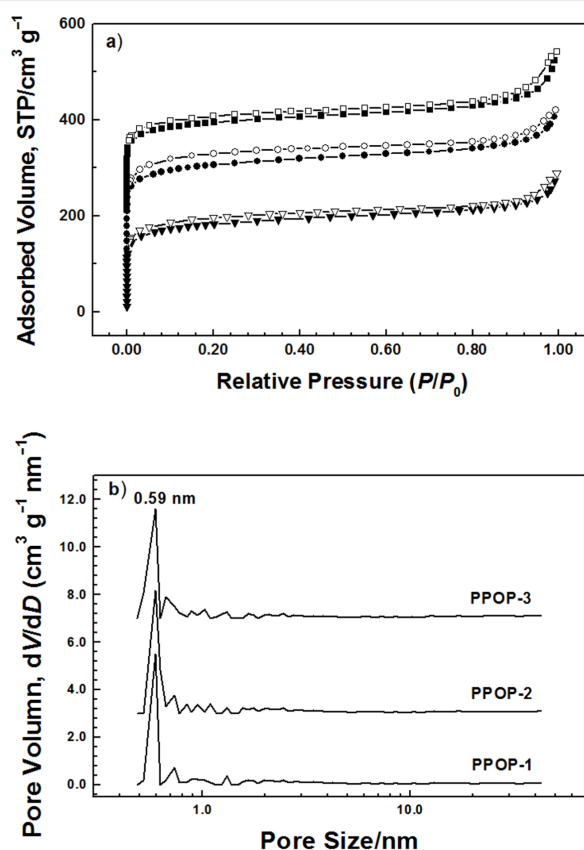 a)
600
400
200
0
Adsorbed Volume, STP/cm³ g⁻¹
0.00 0.20 0.40 0.60 0.80 1.00
Relative Pressure (P/P₀)
b)
0.59 nm
12.0
10.0
8.0
6.0
4.0
2.0
0.0
Pore Volumn, dV/dD (cm³ g⁻¹ nm⁻¹)
PPOP-3
PPOP-2
PPOP-1
1.0 10.0
Pore Size/nm